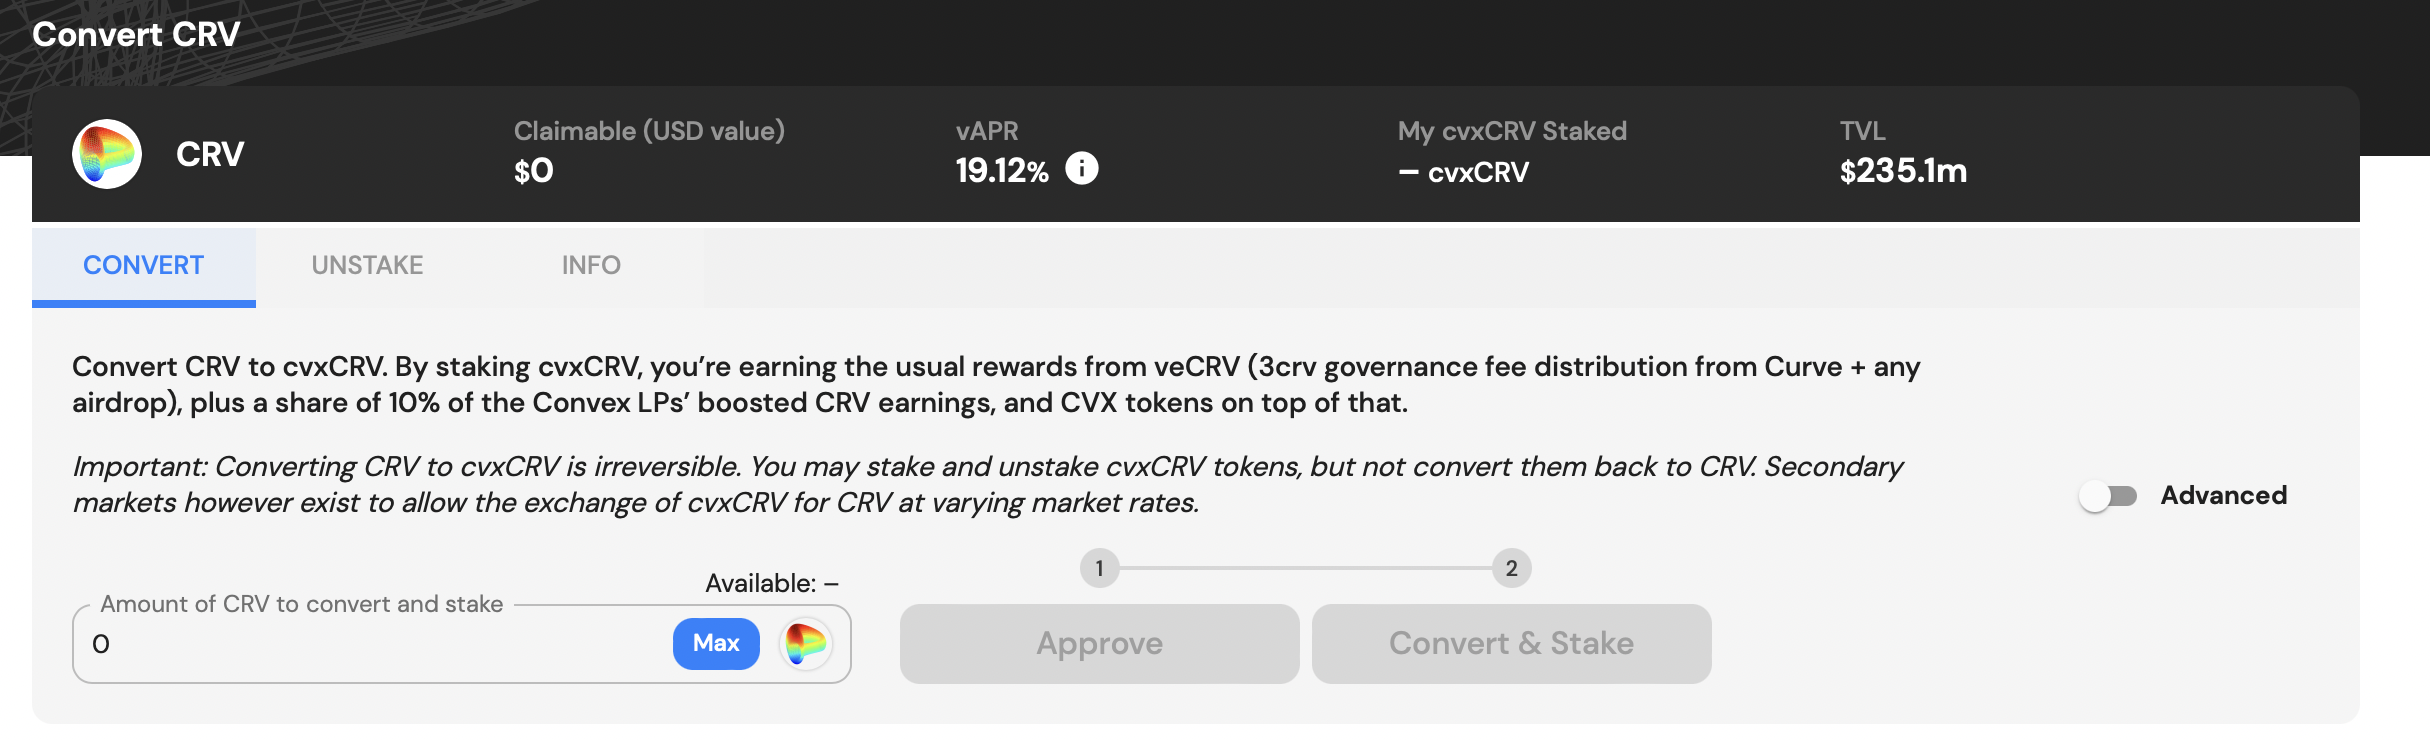 Convert CRV
CRV
Claimable (USD value)
$0
vAPR
19.12%
My cvxCRV Staked
– cvxCRV
TVL
$235.1m
CONVERT
UNSTAKE
INFO
Convert CRV to cvxCRV. By staking cvxCRV, you’re earning the usual rewards from veCRV (3crv governance fee distribution from Curve + any
airdrop), plus a share of 10% of the Convex LPs’ boosted CRV earnings, and CVX tokens on top of that.
Important: Converting CRV to cvxCRV is irreversible. You may stake and unstake cvxCRV tokens, but not convert them back to CRV. Secondary
markets however exist to allow the exchange of cvxCRV for CRV at varying market rates.
Advanced
Available: –
Amount of CRV to convert and stake
0
Max
1
2
Approve
Convert & Stake